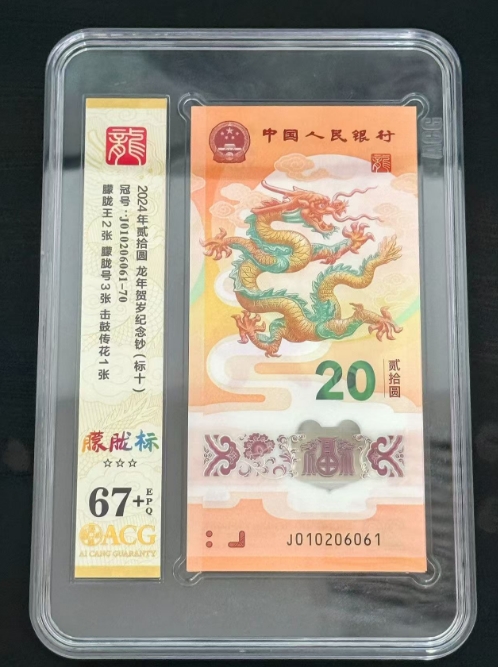 龍
2024年贰拾圆 龙年贺岁纪念钞（标十）
冠号：J010206061-70
朦胧王2张 朦胧号3张 击鼓传花1张
朦胧标
☆☆☆
67+
EPQ
ACG
AI CANG GUARANTY
中国人民银行
龍
20
贰拾圆
福
J010206061